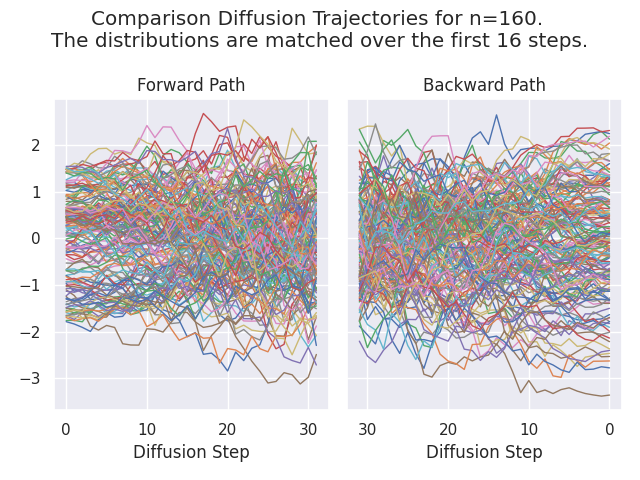 Comparison Diffusion Trajectories for n=160.
The distributions are matched over the first 16 steps.
Forward Path
Backward Path
2
1
0
−1
−2
−3
0 10 20 30
30 20 10 0
Diffusion Step
Diffusion Step